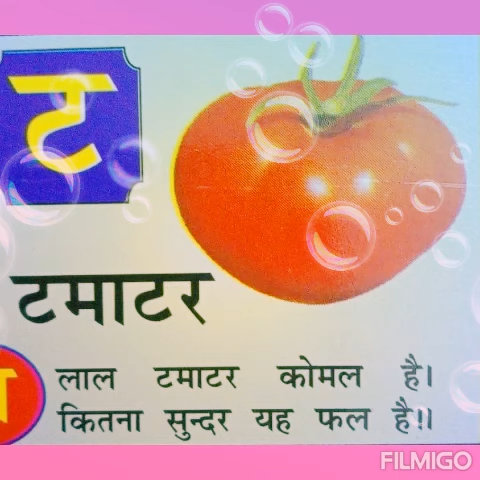 ट
टमाटर
लाल टमाटर कोमल है।
कितना सुन्दर यह फल है॥
FILMIGO